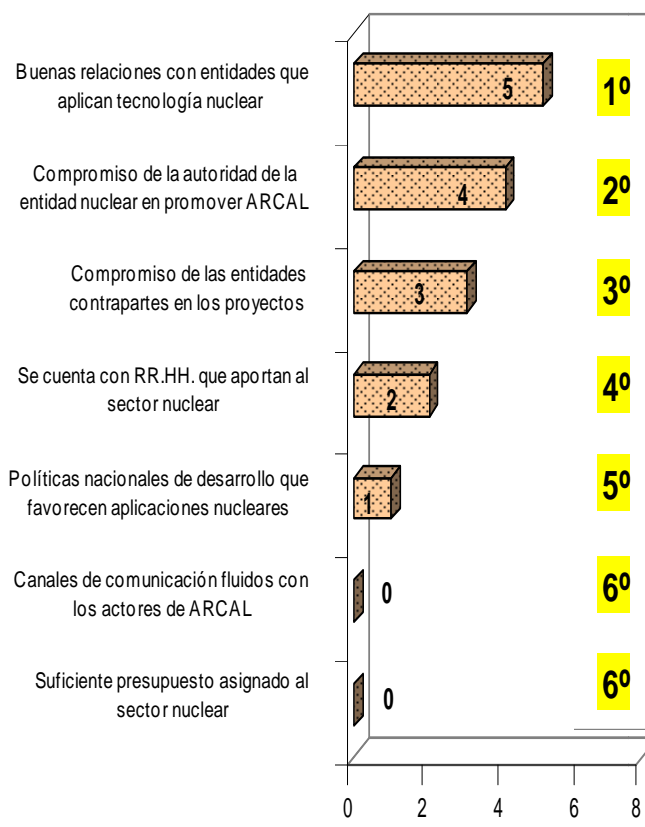 Buenas relaciones con entidades que
aplican tecnología nuclear
5
1º
Compromiso de la autoridad de la
entidad nuclear en promover ARCAL
4
2º
Compromiso de las entidades
contrapartes en los proyectos
3
3º
Se cuenta con RR.HH. que aportan al
sector nuclear
2
4º
Políticas nacionales de desarrollo que
favorecen aplicaciones nucleares
1
5º
Canales de comunicación fluidos con
los actores de ARCAL
0
6º
Suficiente presupuesto asignado al
sector nuclear
0
6º
0 2 4 6 8